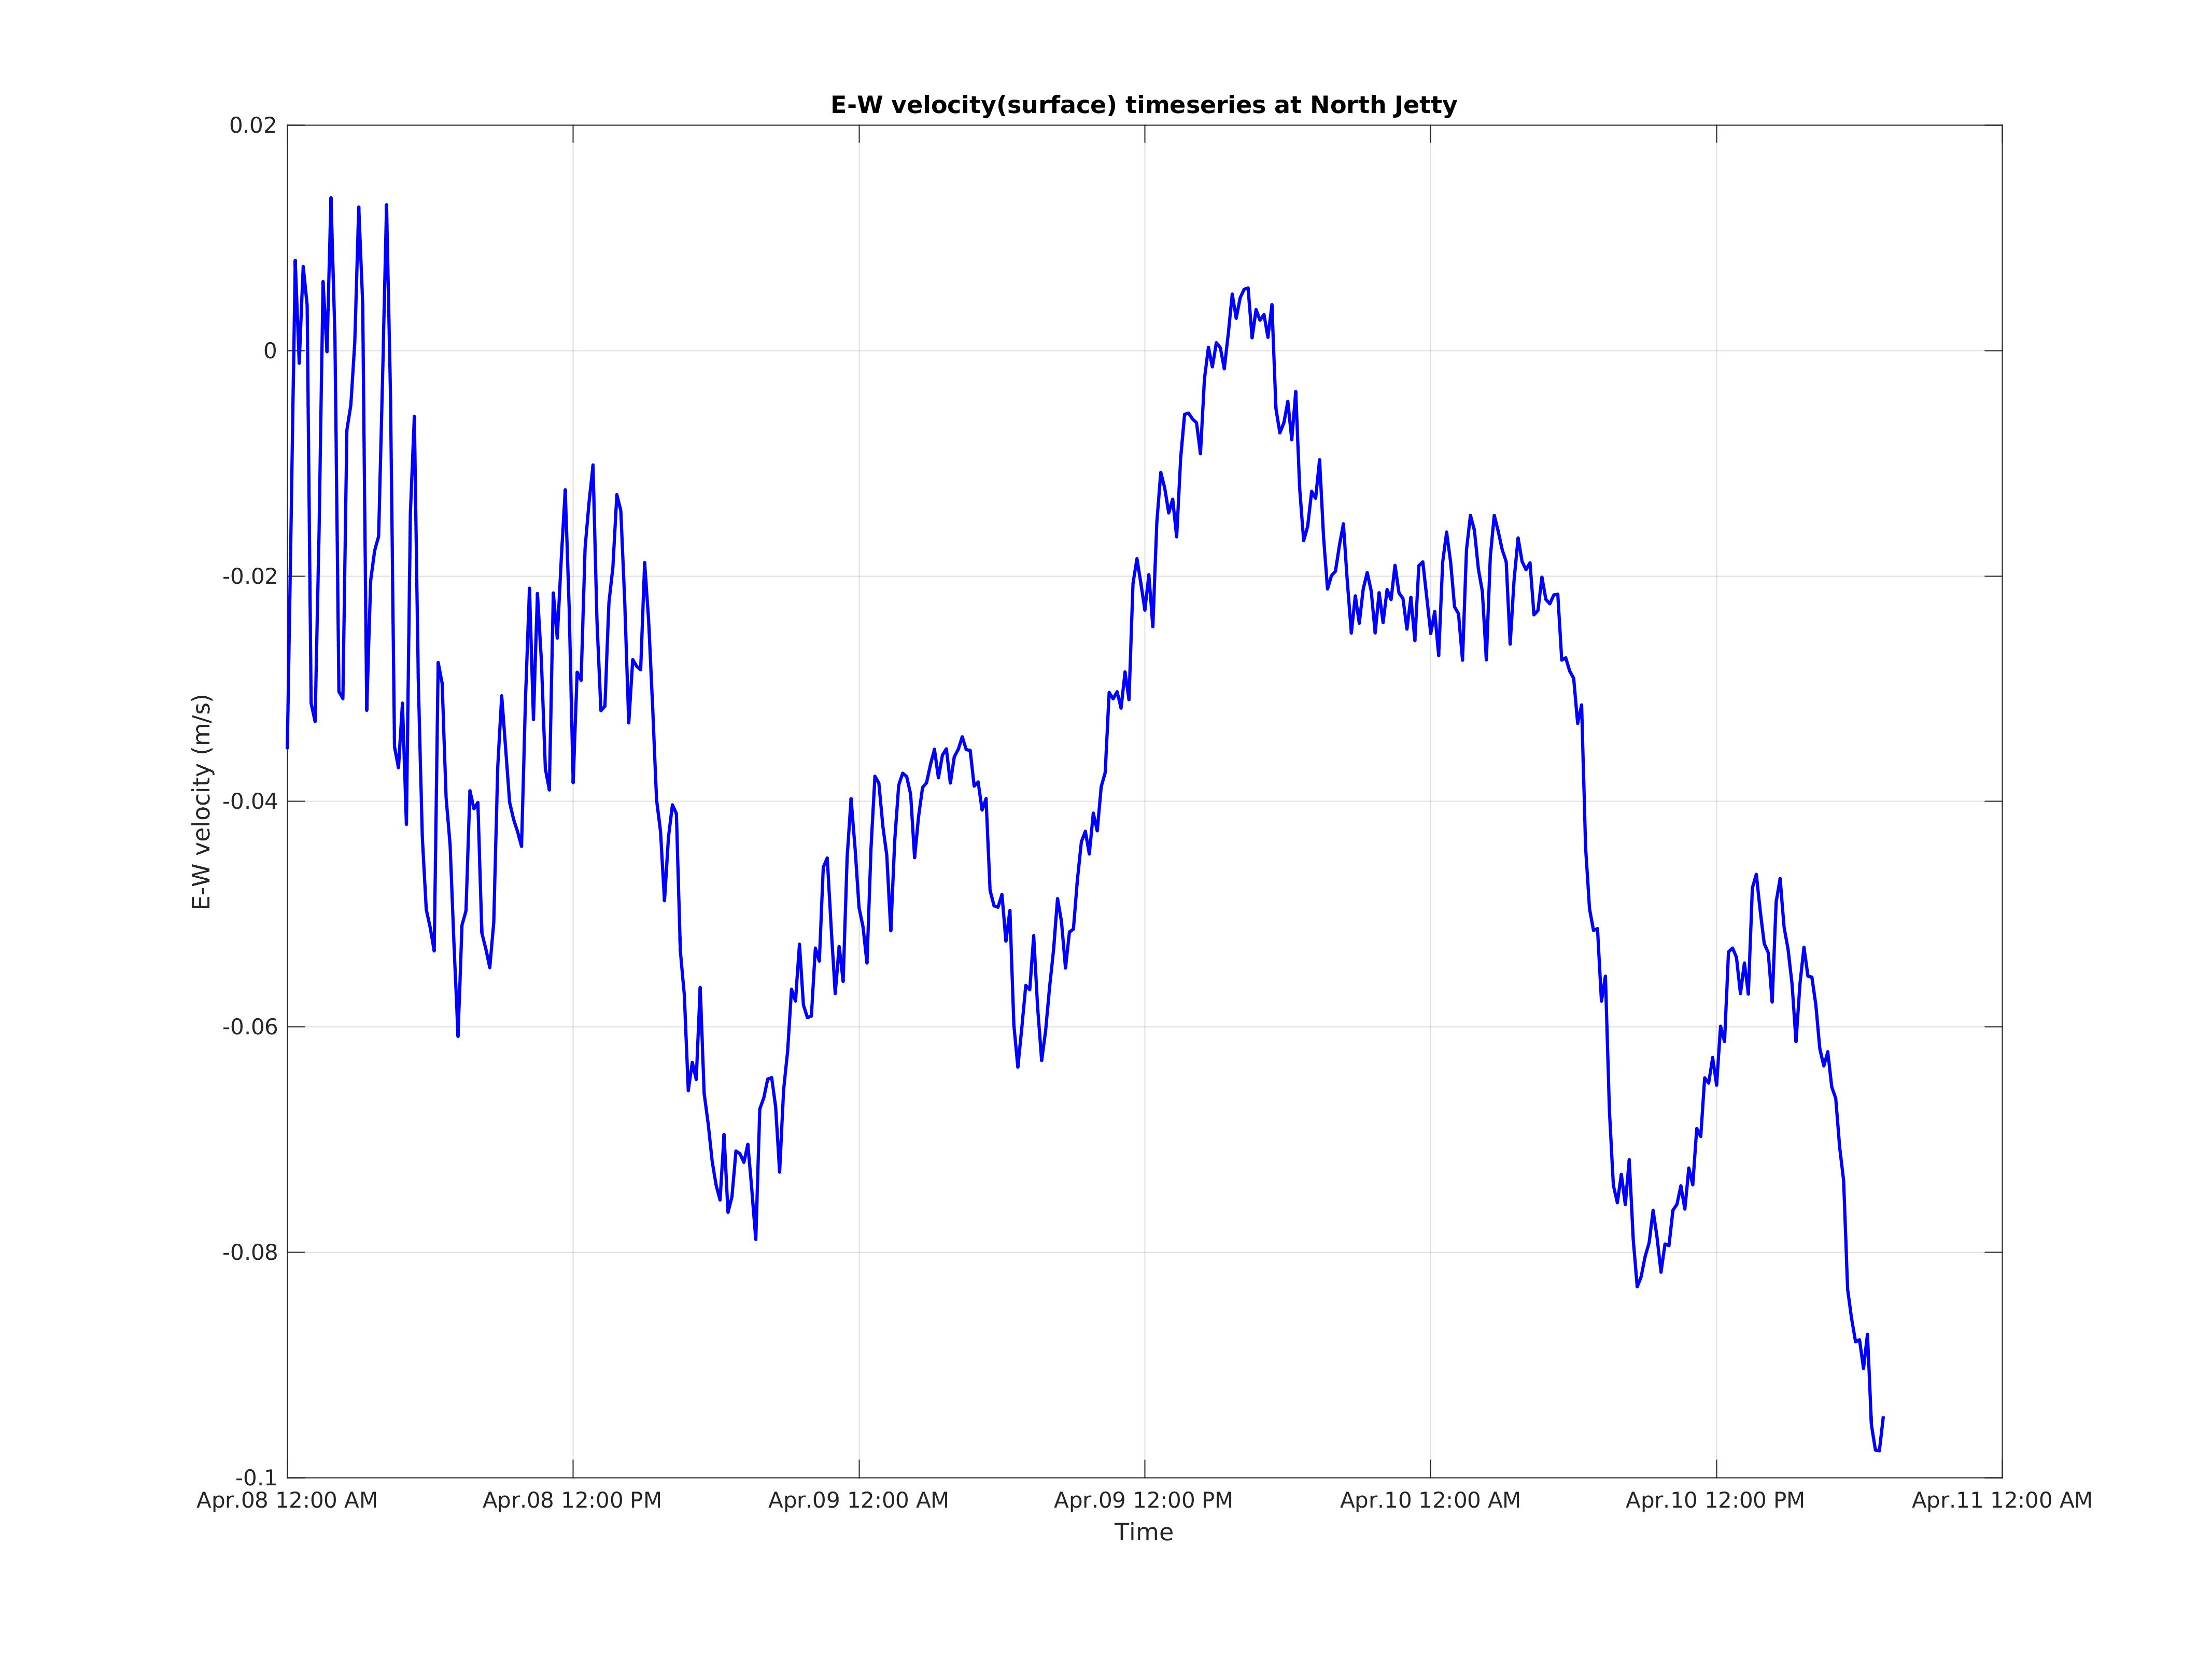 E-W velocity(surface) timeseries at North Jetty
0.02
0
-0.02
-0.04
-0.06
-0.08
-0.1
E-W velocity (m/s)
Apr.08 12:00 AM
Apr.08 12:00 PM
Apr.09 12:00 AM
Apr.09 12:00 PM
Apr.10 12:00 AM
Apr.10 12:00 PM
Apr.11 12:00 AM
Time